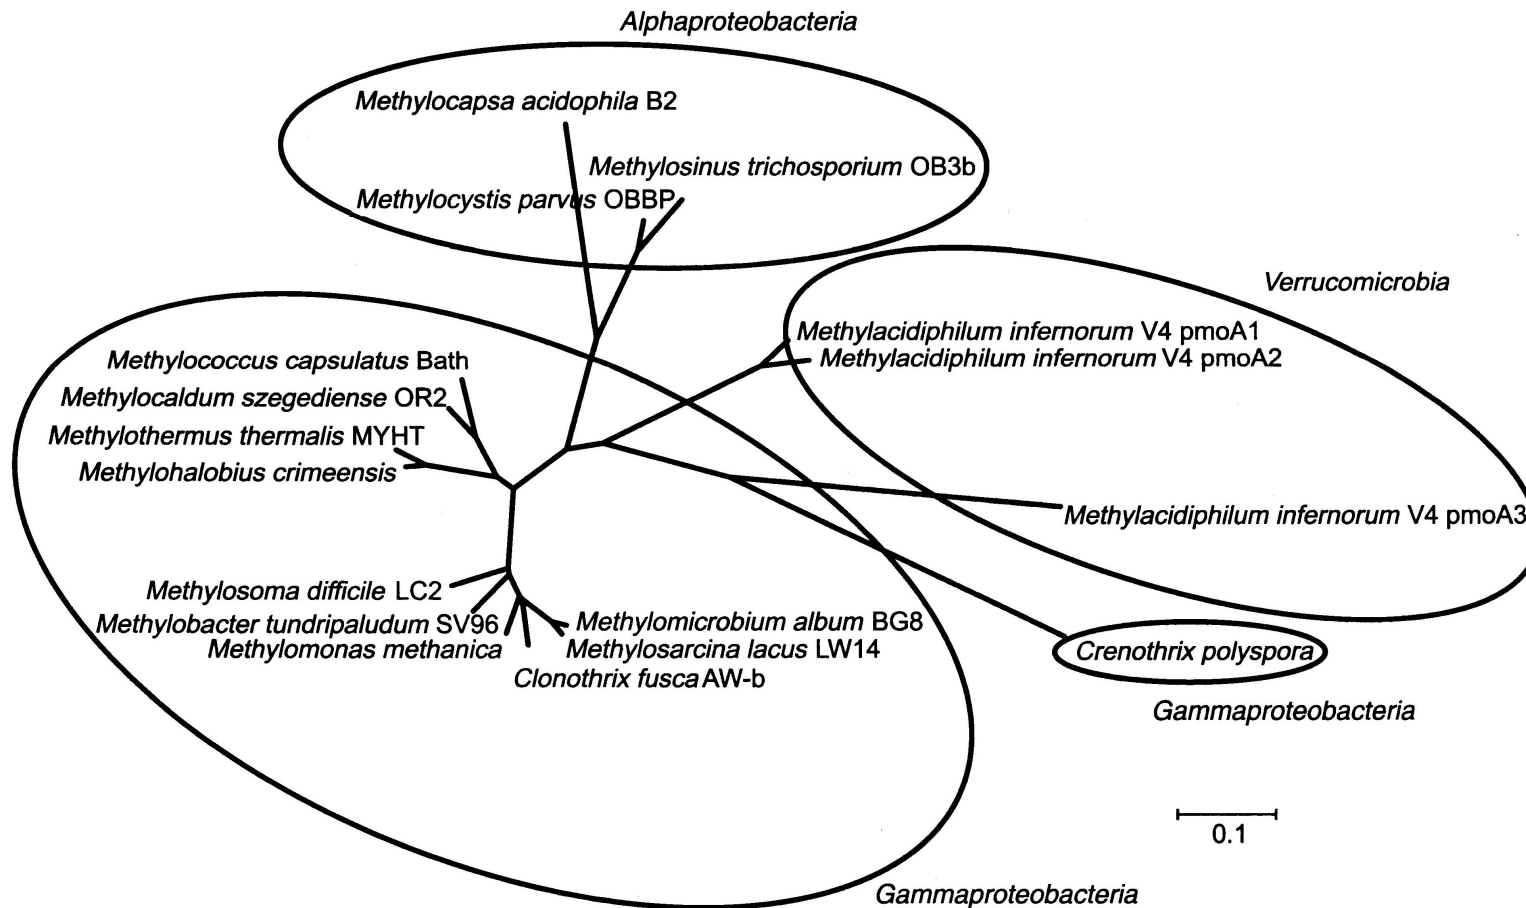 Alphaproteobacteria
Methylocapsa acidophila B2
Methylosinus trichosporium OB3b
Methylocystis parvus OBBP
Verrucomicrobia
Methylacidiphilum infernorum V4 pmoA1
Methylacidiphilum infernorum V4 pmoA2
Methylococcus capsulatus Bath
Methylocaldum szegediense OR2
Methylothermus thermalis MYHT
Methylohalobius crimeensis
Methylacidiphilum infernorum V4 pmoA3
Methylosoma difficile LC2
Methylobacter tundripaludum SV96
Methylomonas methanica
Methylomicrobium album BG8
Methylosarcina lacus LW14
Clonothrix fusca AW-b
Crenothrix polyspora
Gammaproteobacteria
0.1
Gammaproteobacteria